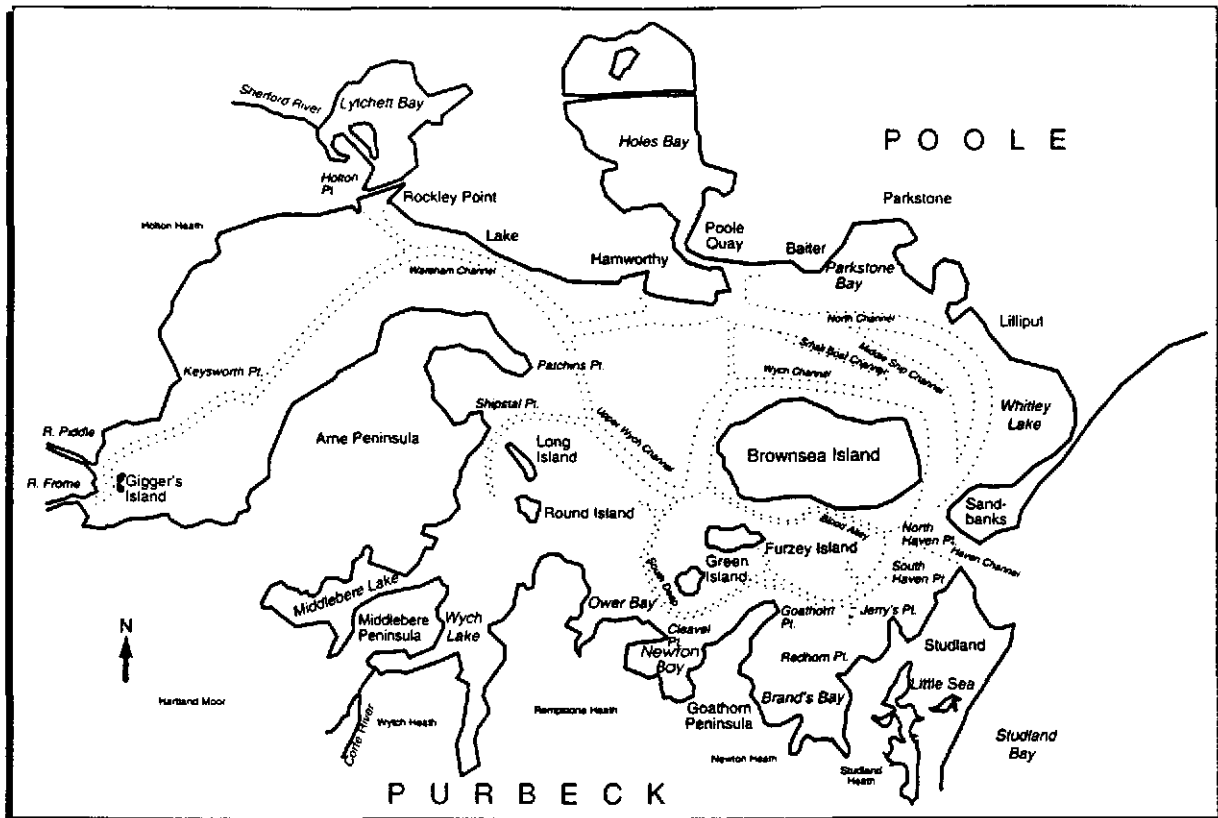 Sherford River
Lytchett Bay
Holes Bay
POOLE
Holton
Pt.
Rockley Point
Parkstone
Holton Heath
Lake
Poole
Quay
Baiter
Hamworthy
Parkstone
Bay
Wareham Channel
North Channel
Lilliput
Small Boat Channel
Middle Ship Channel
Keysworth Pt.
Patchins Pt.
Wych Channel
Shipstal Pt.
Whitley
Lake
Upper Wych Channel
R. Piddle
Arne Peninsula
Long
Island
Brownsea Island
R. Frome
Gigger's
Island
Round Island
Sand-
banks
Blood Alley
North
Haven Pt.
Haven Channel
Furzey Island
Green
Island
South
Haven Pt.
South Deep
Middlebere Lake
Ower Bay
Goathorn
Pt.
Jerry's Pt.
Middlebere
Peninsula
Wych
Lake
Cleavel
Pt.
Newton
Bay
Studland
Redhorn Pt.
N
Little Sea
Brand's Bay
Hartland Moor
Corfe River
Wytch Heath
Rempstone Heath
Goathorn
Peninsula
Studland
Bay
Newton Heath
Studland
Heath
PURBECK